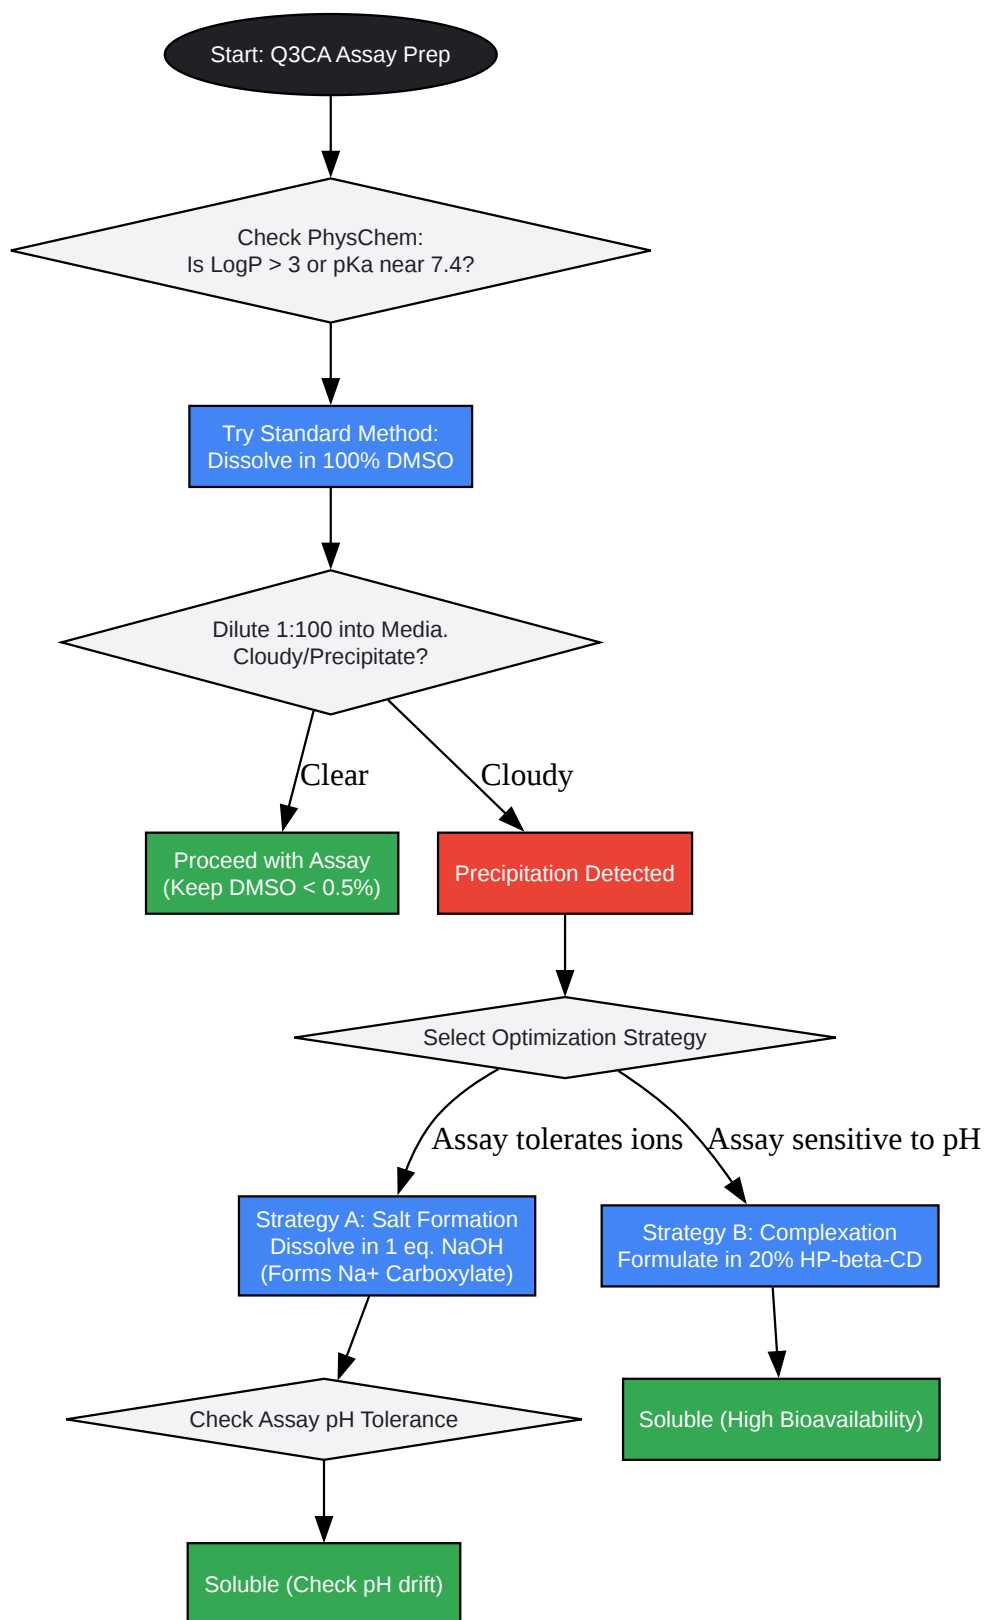 Start: Q3CA Assay Prep
Check PhysChem:
Is LogP > 3 or pKa near 7.4?
Try Standard Method:
Dissolve in 100% DMSO
Dilute 1:100 into Media.
Cloudy/Precipitate?
Clear
Cloudy
Proceed with Assay
(Keep DMSO < 0.5%)
Precipitation Detected
Select Optimization Strategy
Assay tolerates ions
Assay sensitive to pH
Strategy A: Salt Formation
Dissolve in 1 eq. NaOH
(Forms Na+ Carboxylate)
Strategy B: Complexation
Formulate in 20% HP-beta-CD
Check Assay pH Tolerance
Soluble (High Bioavailability)
Soluble (Check pH drift)